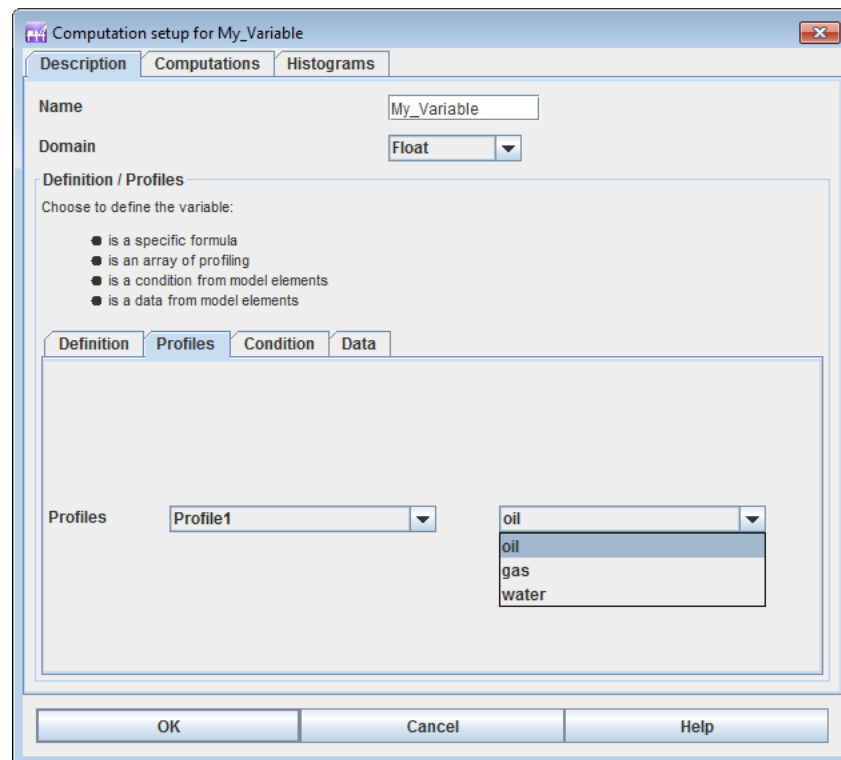 Computation setup for My_Variable
Description Computations Histograms
Name My_Variable
Domain Float
Definition / Profiles
Choose to define the variable:
is a specific formula
is an array of profiling
is a condition from model elements
is a data from model elements
Definition Profiles Condition Data
Profiles Profile1 oil
oil
gas
water
OK Cancel Help